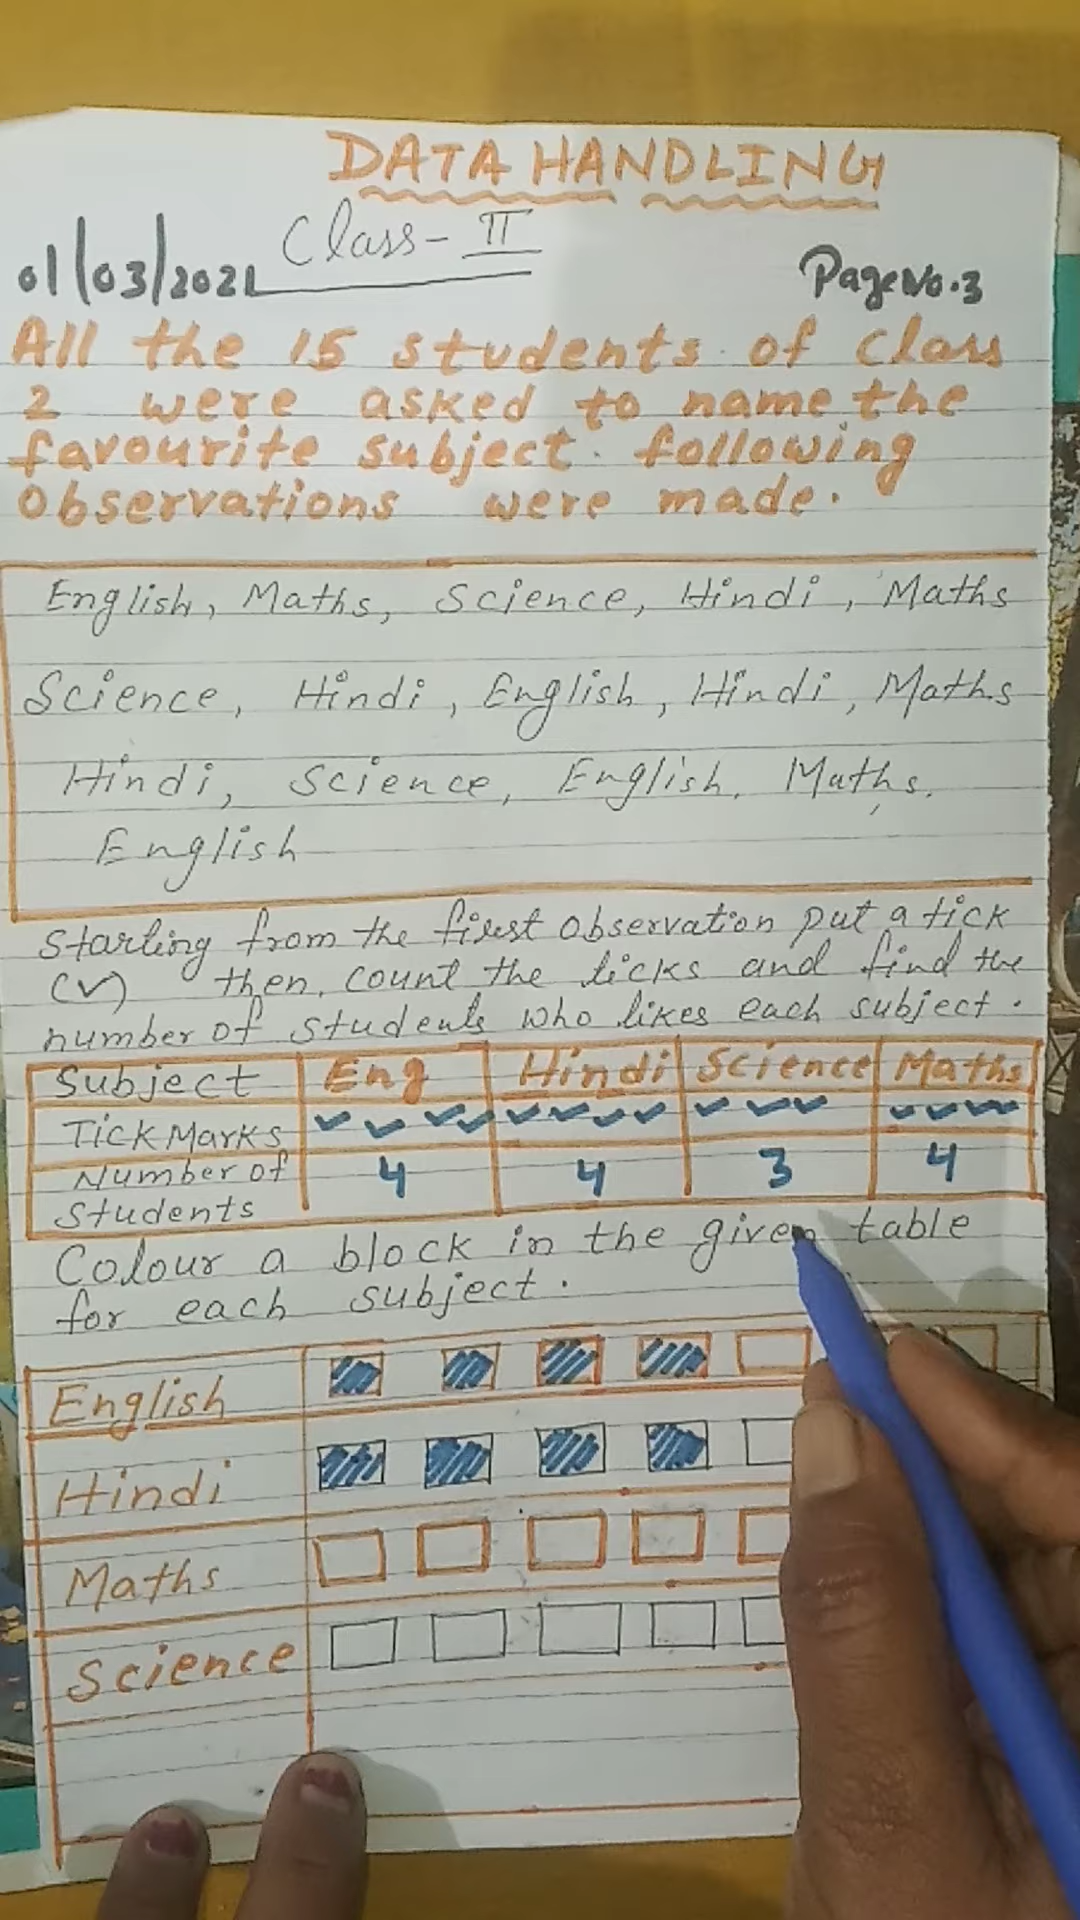 DATA HANDLING
Class - II
01/03/2021
Page No. 3
All the 15 students of class
2 were asked to name the
favourite subject. following
observations were made.
English, Maths, Science, Hindi, Maths
Science, Hindi, English, Hindi, Maths
Hindi, Science, English, Maths,
English
Starting from the first observation put a tick
(✓) then, count the ticks and find the
number of students who likes each subject.
Subject Eng Hindi Science Maths
Tick Marks ✓ ✓ ✓ ✓ ✓ ✓ ✓ ✓ ✓ ✓ ✓ ✓ ✓ ✓ ✓
Number of Students 4 4 3 4
Colour a block in the given table
for each subject.
English
Hindi
Maths
Science